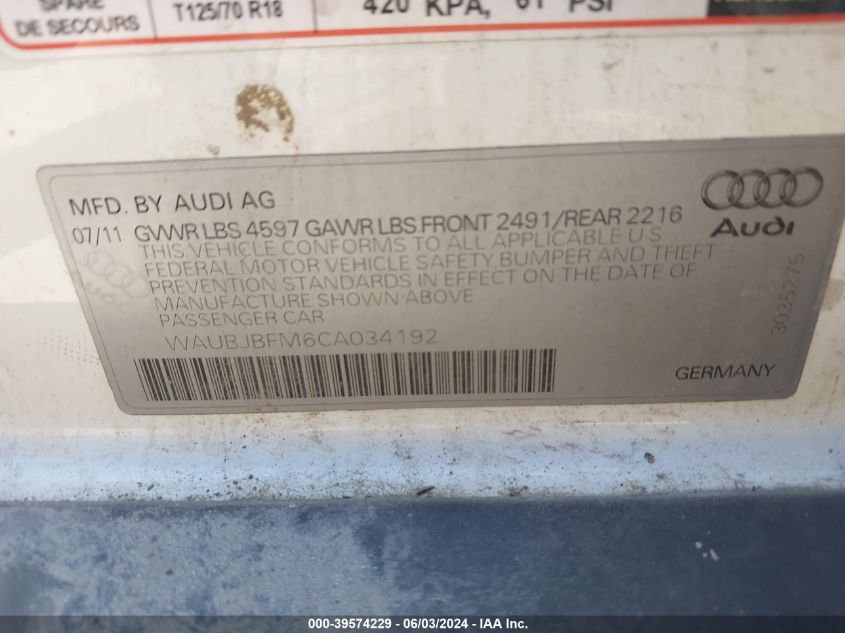 SPARE
DE SECOURS
T125/70 R18
420 KPA, 61 PSI
MFD. BY AUDI AG
07/11 GVWR LBS 4597 GAWR LBS FRONT 2491/REAR 2216
THIS VEHICLE CONFORMS TO ALL APPLICABLE U S
FEDERAL MOTOR VEHICLE SAFETY BUMPER AND THEFT
PREVENTION STANDARDS IN EFFECT ON THE DATE OF
MANUFACTURE SHOWN ABOVE
PASSENGER CAR
WAUBJBFM6CA034192
Audi
3035275
GERMANY
000-39574229 - 06/03/2024 - IAA Inc.